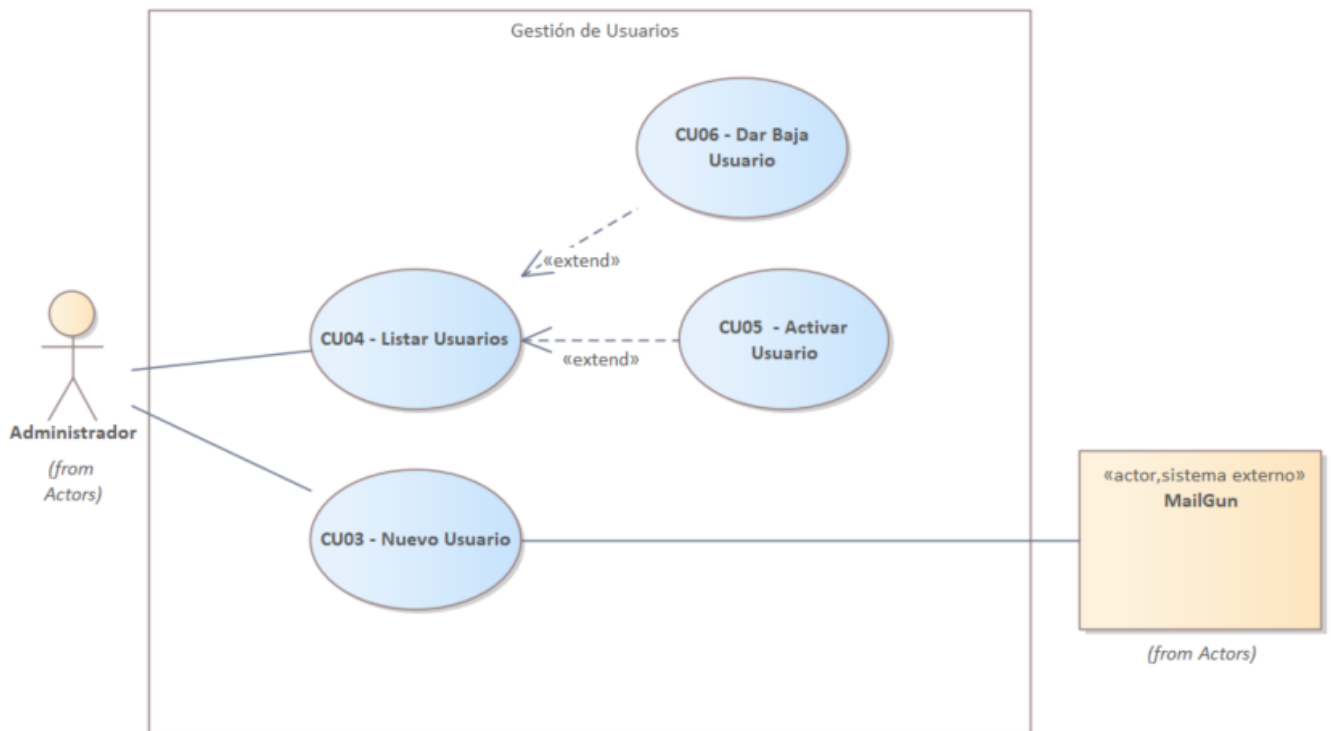 Gestión de Usuarios
CU06 - Dar Baja
Usuario
«extend»
CU04 - Listar Usuarios
CU05 - Activar
Usuario
«extend»
Administrador
(from
Actors)
CU03 - Nuevo Usuario
«actor,sistema externo»
MailGun
(from Actors)